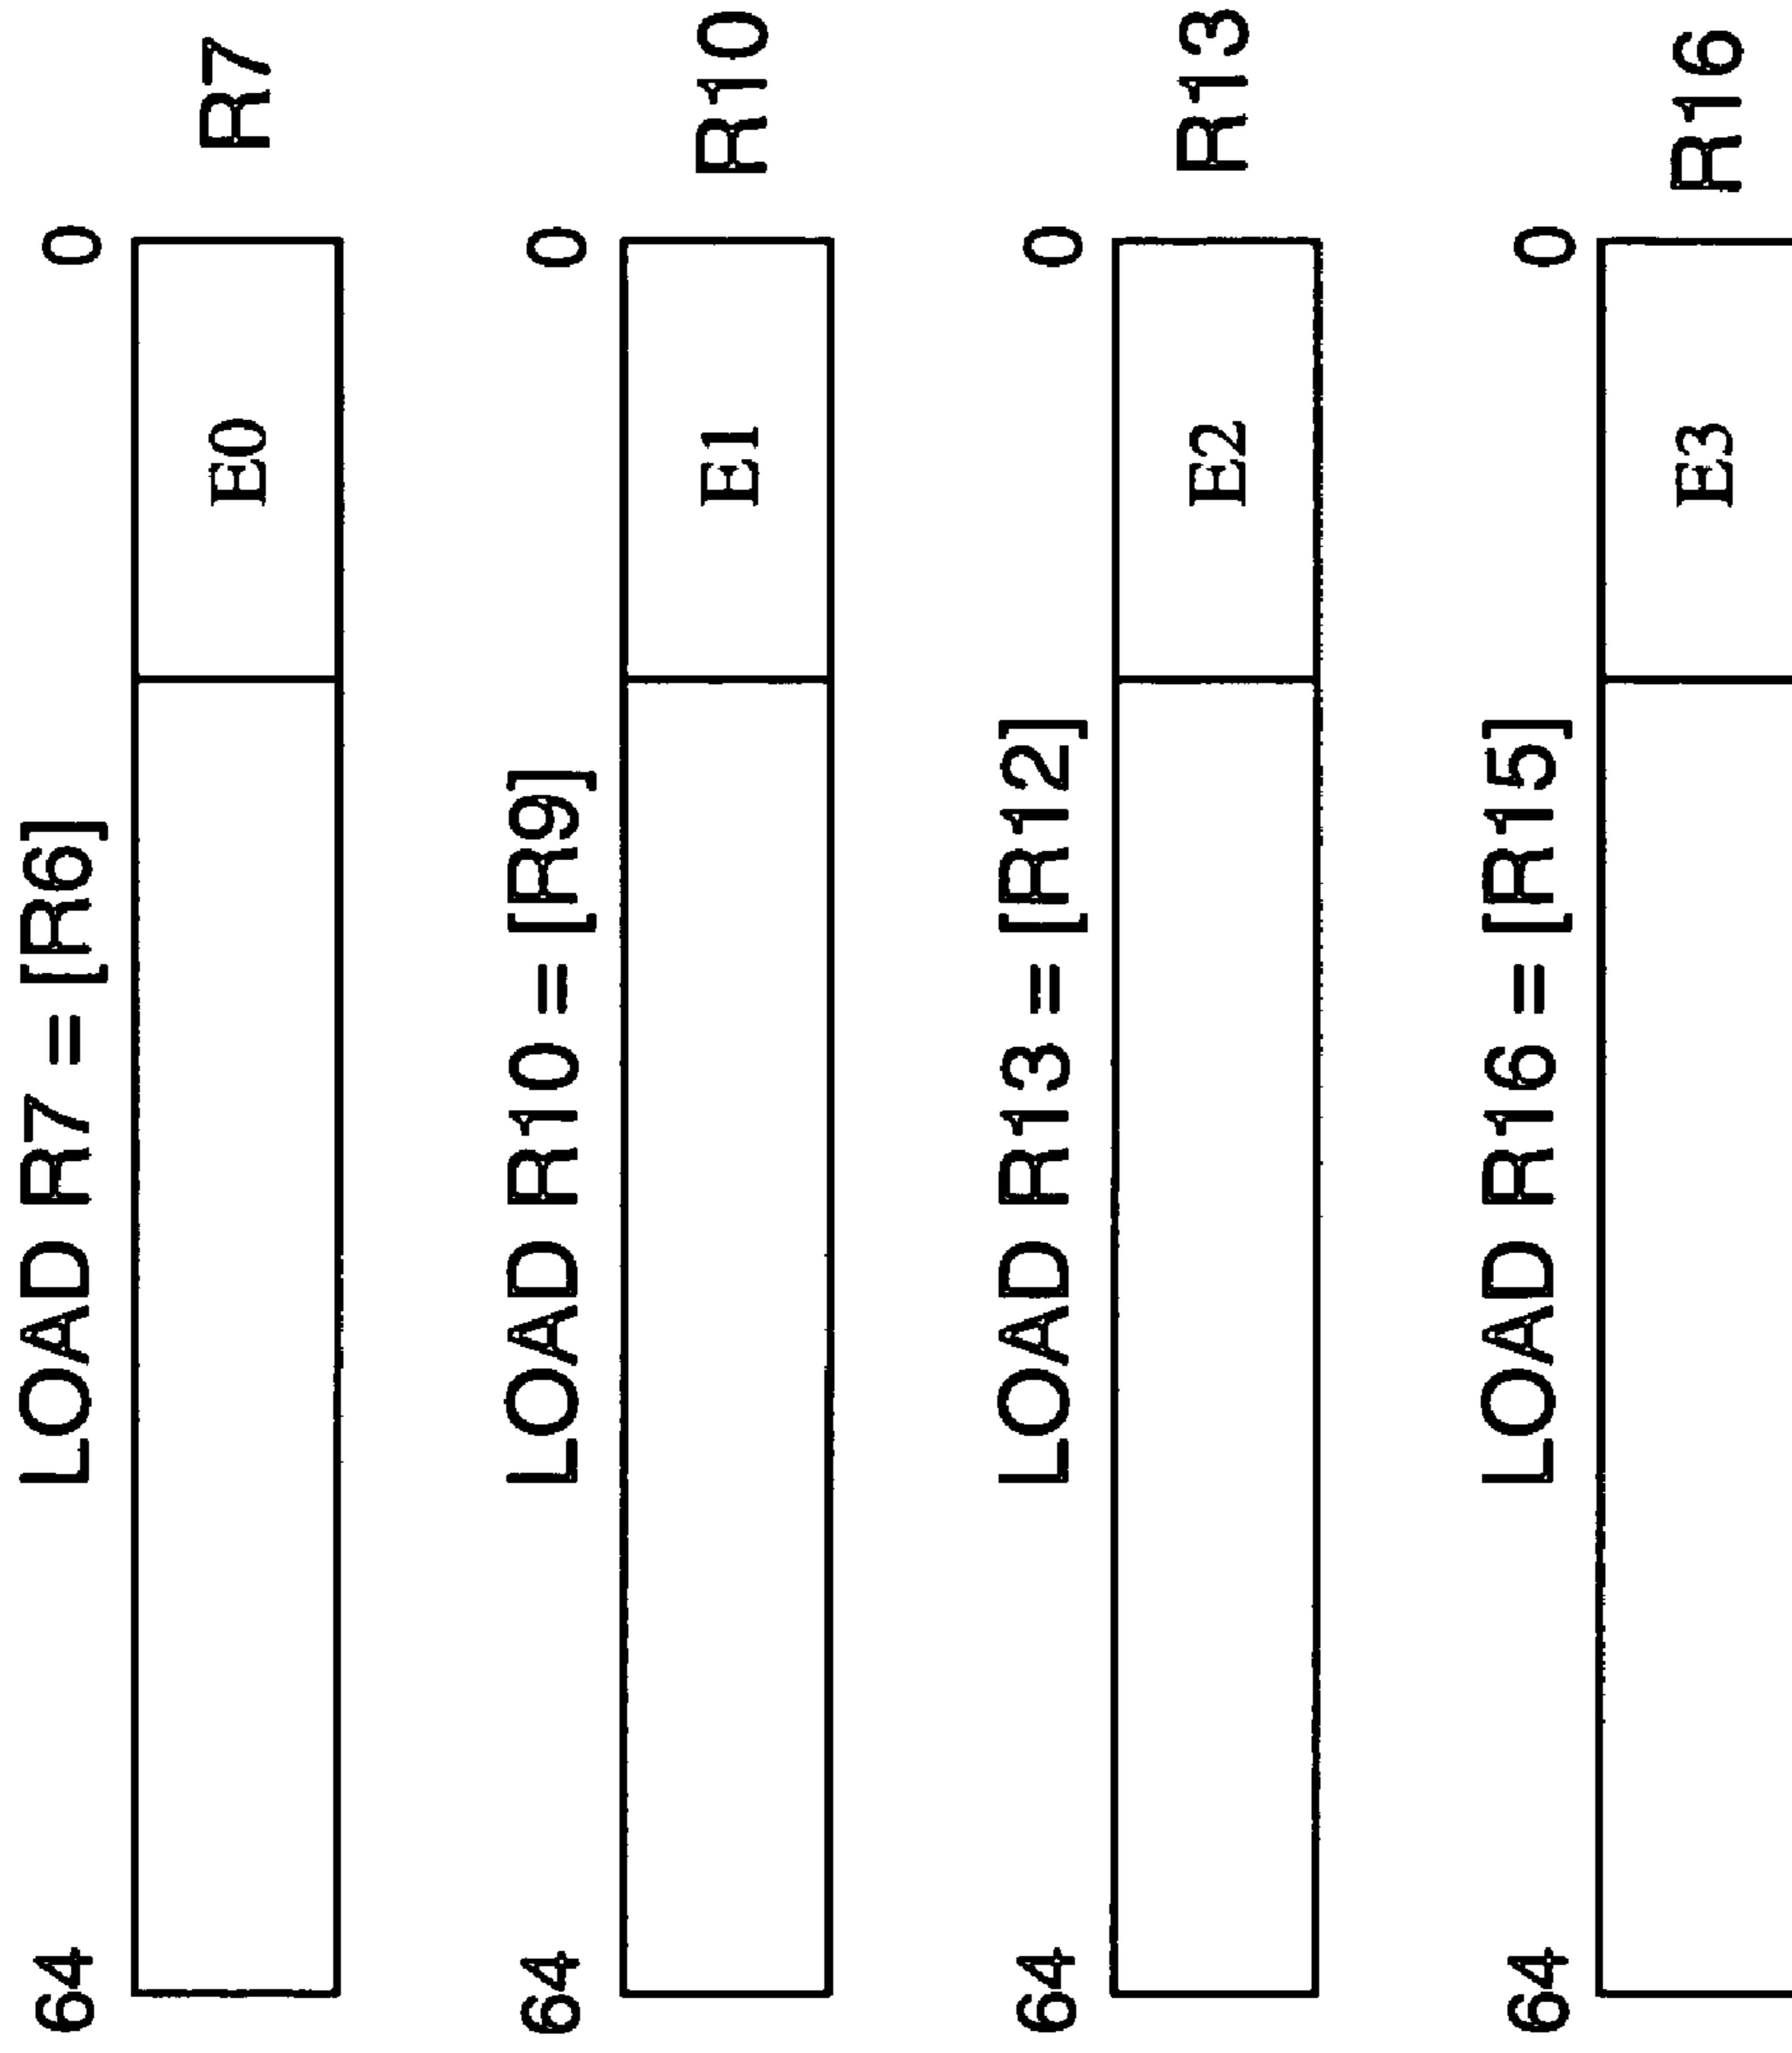 LOAD R7 = [R6]
64 0
E0 R7
LOAD R10 = [R9]
64 0
E1 R10
LOAD R13 = [R12]
64 0
E2 R13
LOAD R16 = [R15]
64 0
E3 R16